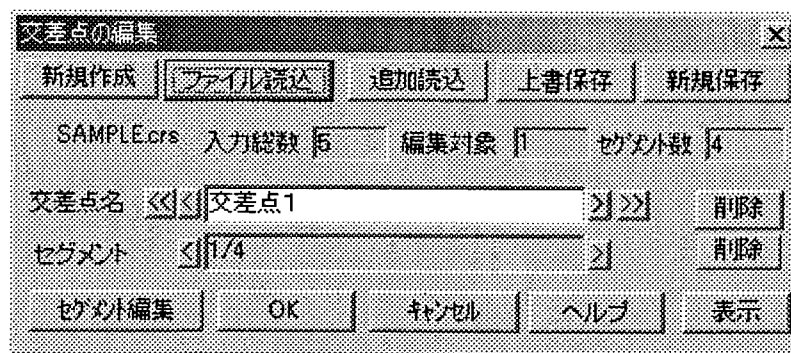 交差点の編集
新規作成 ファイル読込 追加読込 上書保存 新規保存
SAMPLE.crs 入力総数 5 編集対象 1 ｾｸﾞﾒﾝﾄ数 4
交差点名 << < 交差点1 > >> 削除
セグメント < 1/4 > 削除
ｾｸﾞﾒﾝﾄ編集 OK ｷｬﾝｾﾙ ヘルプ 表示